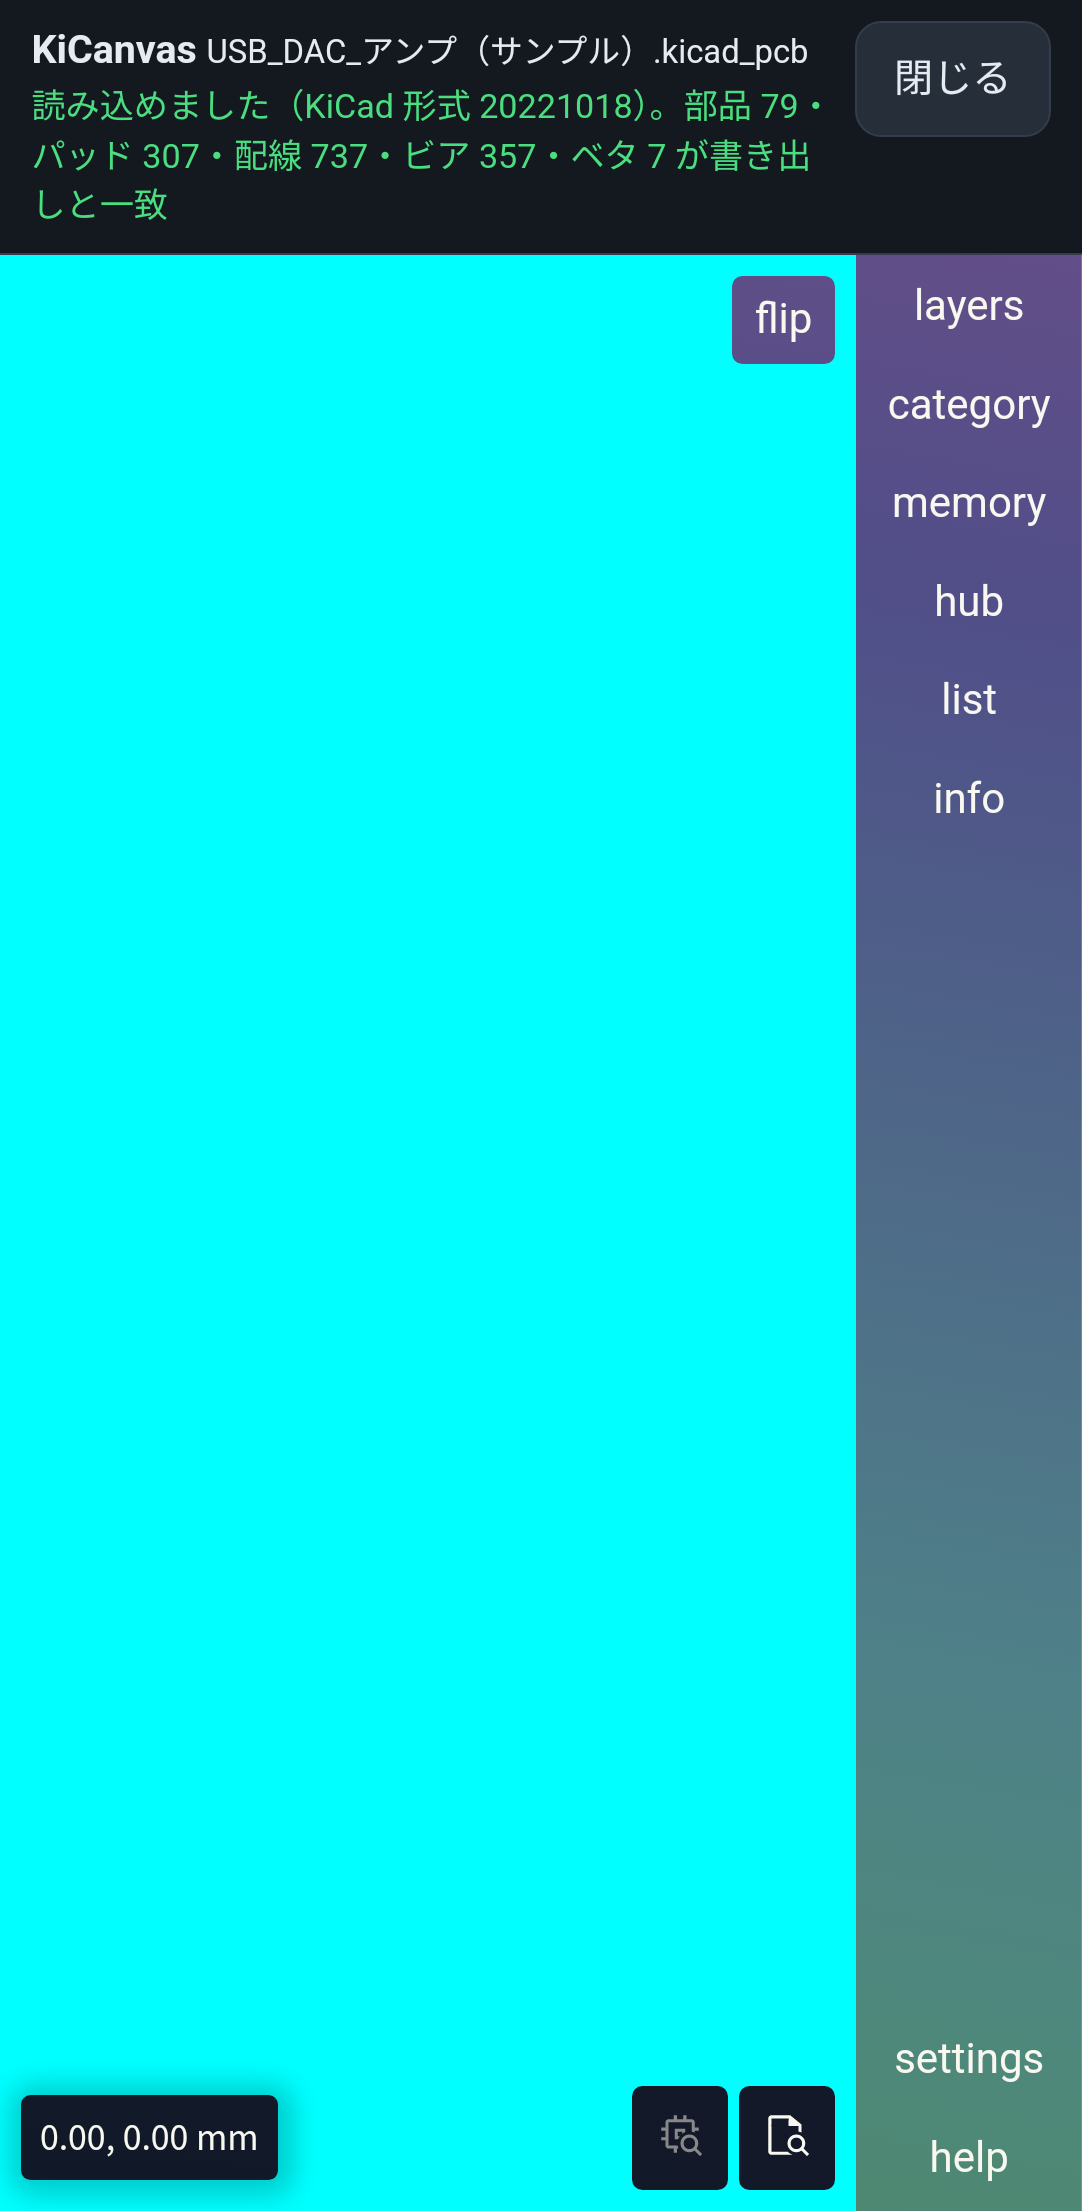 KiCanvas USB_DAC_アンプ（サンプル）.kicad_pcb
閉じる
読み込めました（KiCad 形式 20221018）。部品 79・
パッド 307・配線 737・ビア 357・ベタ 7 が書き出
しと一致
flip
layers
category
memory
hub
list
info
settings
help
0.00, 0.00 mm